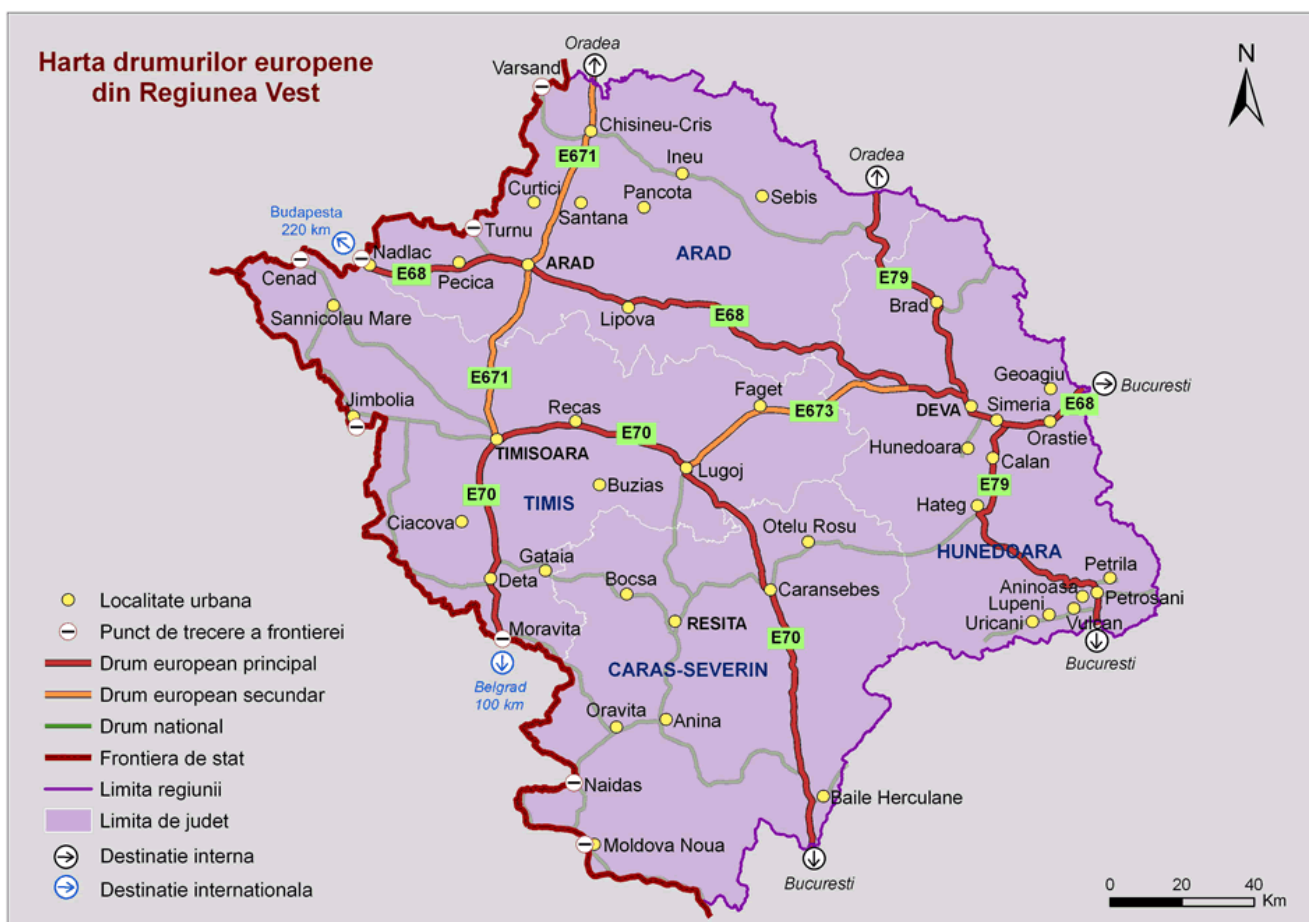 Harta drumurilor europene
din Regiunea Vest
Oradea
N
Varsand
Chisineu-Cris
E671
Ineu
Oradea
Curtici
Santana
Pancota
Sebis
Budapesta
220 km
Turnu
Nadlac
ARAD
ARAD
Cenad
E68
Pecica
E79
Sannicolau Mare
Lipova
E68
Brad
E671
Faget
Geoagiu
Bucuresti
Jimbolia
Recas
E673
DEVA
Simeria
E68
TIMISOARA
E70
Hunedoara
Orastie
Lugoj
Calan
E70
TIMIS
Buzias
E79
Ciacova
Hateg
Otelu Rosu
HUNEDOARA
Gataia
Petrila
Deta
Bocsa
Caransebes
Aninoasa
Petrosani
Lupeni
Uricani
Vulcan
Moravita
RESITA
E70
Bucuresti
CARAS-SEVERIN
Belgrad
100 km
Oravita
Anina
Naidas
Baile Herculane
Moldova Noua
Bucuresti
Localitate urbana
Punct de trecere a frontierei
Drum european principal
Drum european secundar
Drum national
Frontiera de stat
Limita regiunii
Limita de judet
Destinatie interna
Destinatie internationala
0 20 40
Km